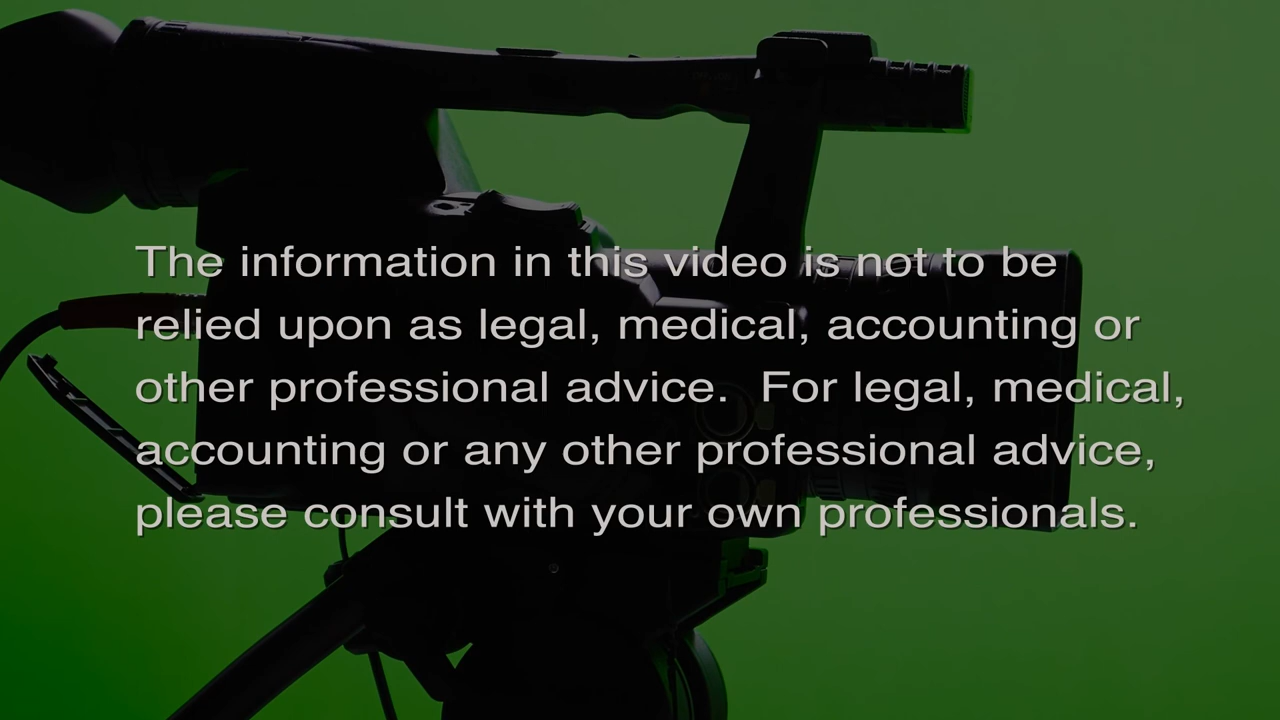 The information in this video is not to be
relied upon as legal, medical, accounting or
other professional advice.  For legal, medical,
accounting or any other professional advice,
please consult with your own professionals.